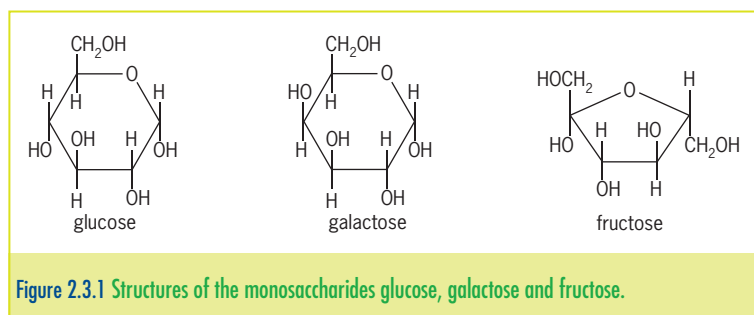 CH₂OH
O
H
H
H
OH
H
HO
OH
H
OH
glucose
CH₂OH
O
HO
H
H
OH
H
H
OH
H
OH
galactose
HOCH₂
O
H
HO
H
HO
CH₂OH
OH
H
fructose
Figure 2.3.1 Structures of the monosaccharides glucose, galactose and fructose.